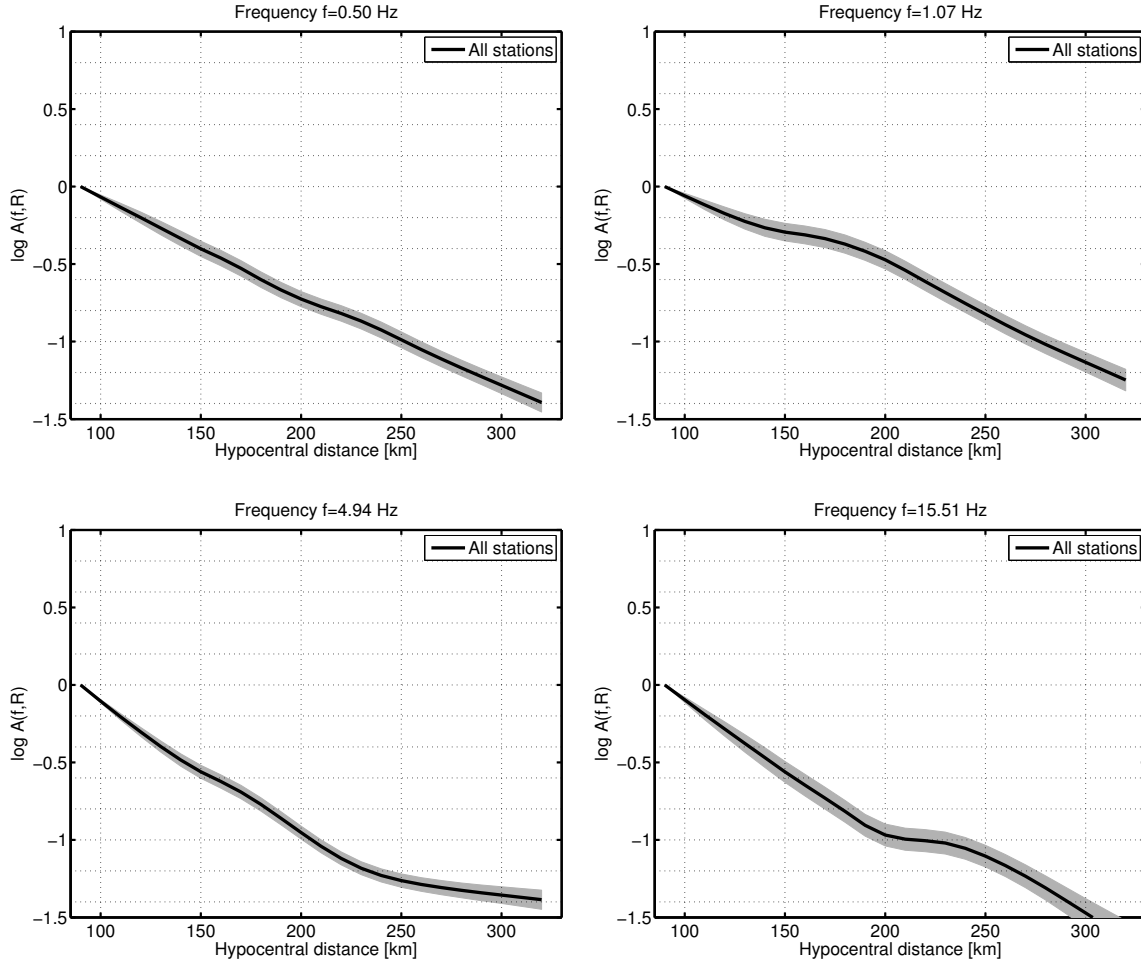 Frequency f=0.50 Hz
All stations
1
0.5
0
−0.5
−1
−1.5
log A(f,R)
100 150 200 250 300
Hypocentral distance [km]
Frequency f=1.07 Hz
All stations
1
0.5
0
−0.5
−1
−1.5
log A(f,R)
100 150 200 250 300
Hypocentral distance [km]
Frequency f=4.94 Hz
All stations
1
0.5
0
−0.5
−1
−1.5
log A(f,R)
100 150 200 250 300
Hypocentral distance [km]
Frequency f=15.51 Hz
All stations
1
0.5
0
−0.5
−1
−1.5
log A(f,R)
100 150 200 250 300
Hypocentral distance [km]